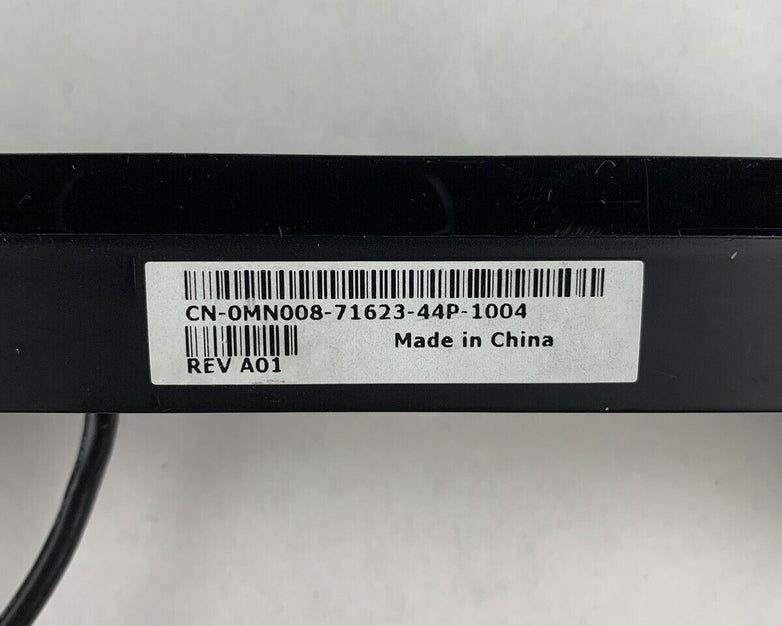 CN-0MN008-71623-44P-1004
Made in China
REV A01